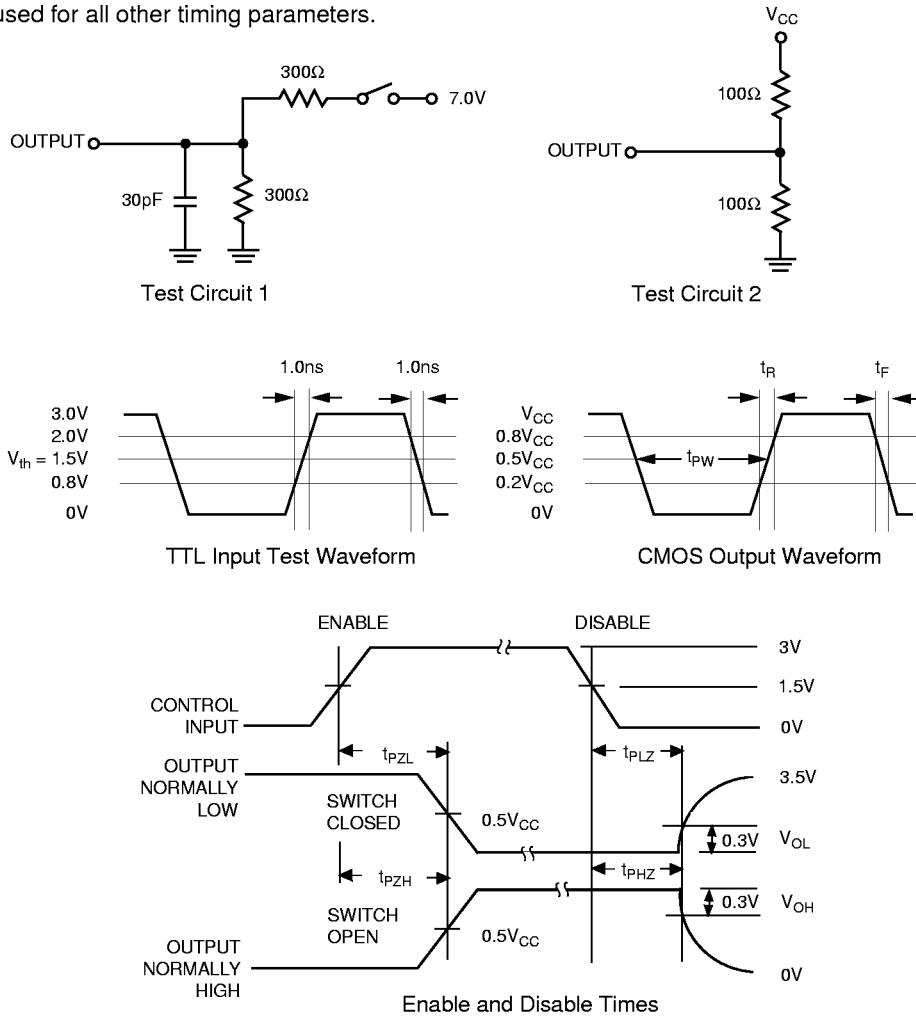 used for all other timing parameters.
300Ω
7.0V
OUTPUT
30pF
300Ω
Test Circuit 1
VCC
100Ω
OUTPUT
100Ω
Test Circuit 2
1.0ns 1.0ns
3.0V
2.0V
Vth = 1.5V
0.8V
0V
TTL Input Test Waveform
tR tF
VCC
0.8VCC
0.5VCC
0.2VCC
0V
tPW
CMOS Output Waveform
ENABLE DISABLE
3V
1.5V
CONTROL
INPUT
0V
tPZL tPLZ
OUTPUT
NORMALLY
LOW
3.5V
SWITCH
CLOSED
0.5VCC
0.3V VOL
tPZH tPHZ
0.3V VOH
SWITCH
OPEN
0.5VCC
OUTPUT
NORMALLY
HIGH
0V
Enable and Disable Times